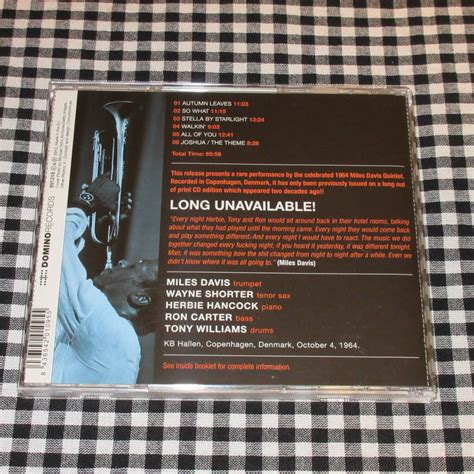 01 AUTUMN LEAVES 11:03
02 SO WHAT 11:15
03 STELLA BY STARLIGHT 13:24
04 WALKIN' 9:03
05 ALL OF YOU 12:41
06 JOSHUA / THE THEME 8:28
Total Time: 65:56
This release presents a rare performance by the celebrated 1964 Miles Davis Quintet.
Recorded in Copenhagen, Denmark, it has only been previously issued on a long out
of print CD edition which appeared two decades ago!!
LONG UNAVAILABLE!
"Every night Herbie, Tony and Ron would sit around back in their hotel rooms, talking
about what they had played until the morning came. Every night they would come back
and play something different. And every night I would have to react. The music we did
together changed every fucking night; if you heard it yesterday, it was different tonight.
Man, it was something how the shit changed from night to night after a while. Even we
didn't know where it was all going to." (Miles Davis)
MILES DAVIS trumpet
WAYNE SHORTER tenor sax
HERBIE HANCOCK piano
RON CARTER bass
TONY WILLIAMS drums
KB Hallen, Copenhagen, Denmark, October 4, 1964.
See inside booklet for complete information.
DOMINO RECORDS
8 436542 010955